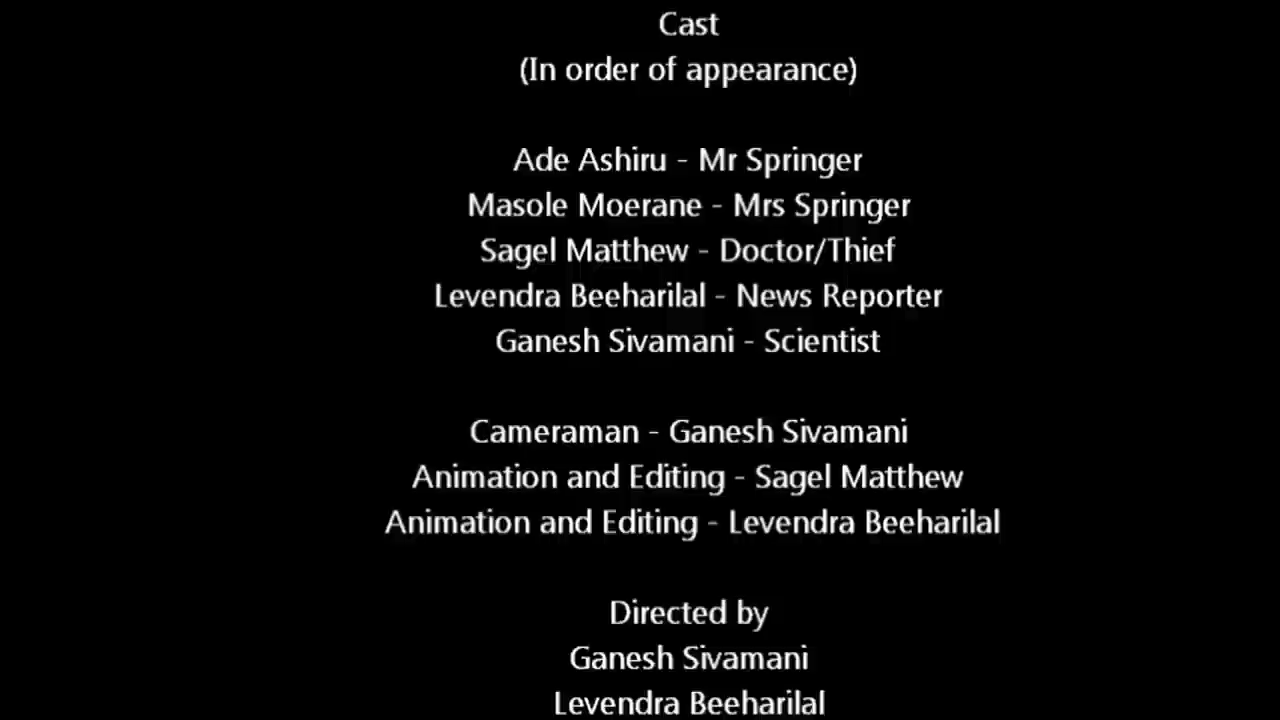 Cast
(In order of appearance)
Ade Ashiru - Mr Springer
Masole Moerane - Mrs Springer
Sagel Matthew - Doctor/Thief
Levendra Beeharilal - News Reporter
Ganesh Sivamani - Scientist
Cameraman - Ganesh Sivamani
Animation and Editing - Sagel Matthew
Animation and Editing - Levendra Beeharilal
Directed by
Ganesh Sivamani
Levendra Beeharilal